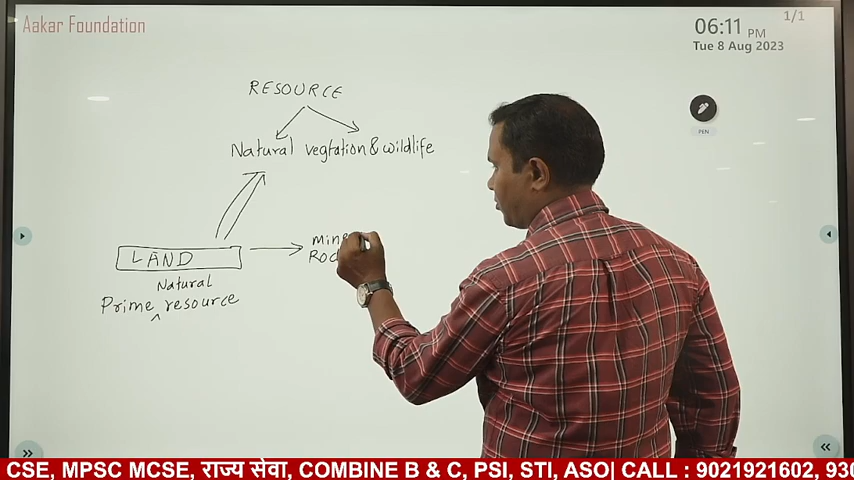 Aakar Foundation
1/1
06:11 PM
Tue 8 Aug 2023
PEN
RESOURCE
Natural vegtation & wildlife
LAND
Natural
Prime ^ resource
CSE, MPSC MCSE, राज्य सेवा, COMBINE B & C, PSI, STI, ASO| CALL : 9021921602, 930